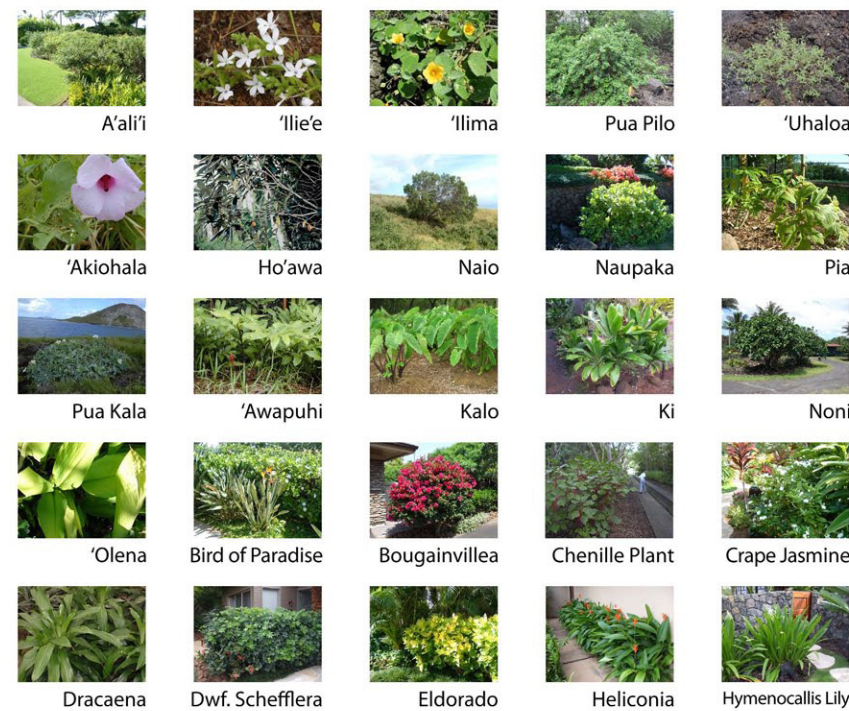 A'ali'i
'Ilie'e
'Ilima
Pua Pilo
'Uhaloa
'Akiohala
Ho'awa
Naio
Naupaka
Pia
Pua Kala
'Awapuhi
Kalo
Ki
Noni
'Olena
Bird of Paradise
Bougainvillea
Chenille Plant
Crape Jasmine
Dracaena
Dwf. Schefflera
Eldorado
Heliconia
Hymenocallis Lily